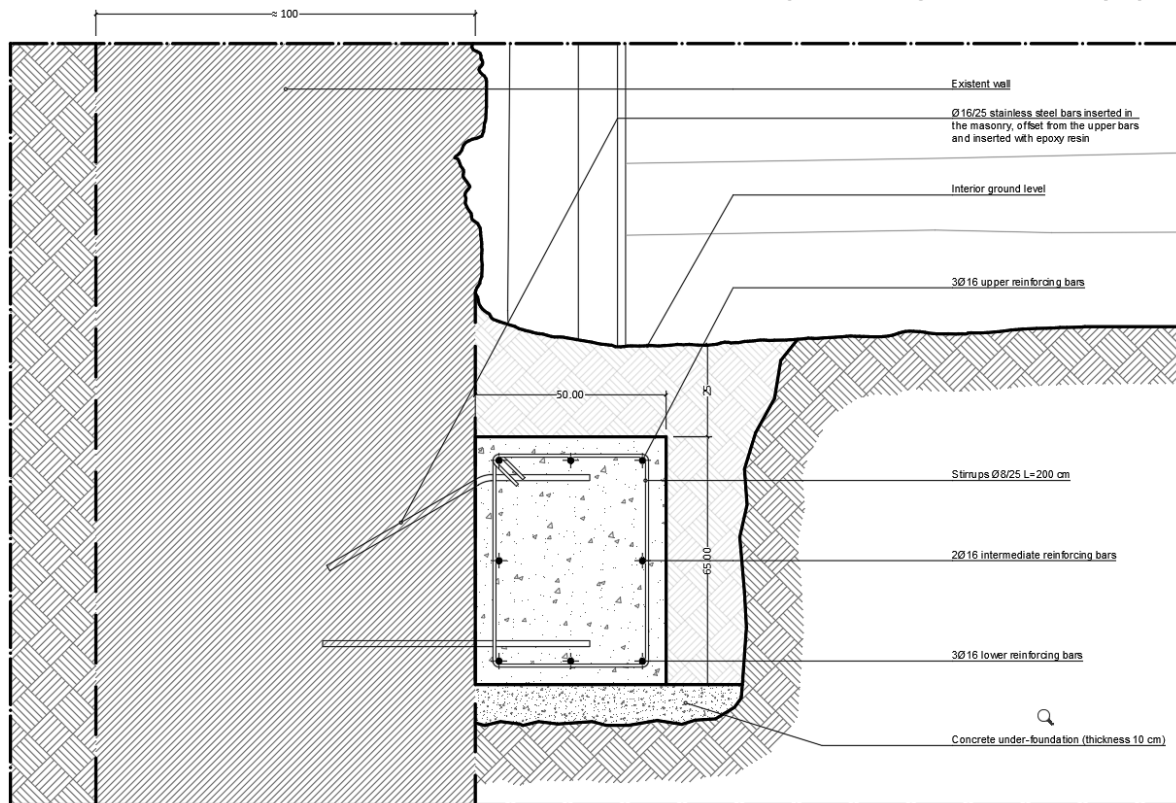 ≈ 100
Existent wall
Ø16/25 stainless steel bars inserted in
the masonry, offset from the upper bars
and inserted with epoxy resin
Interior ground level
3Ø16 upper reinforcing bars
25
50.00
Stirrups Ø8/25 L=200 cm
65.00
2Ø16 intermediate reinforcing bars
3Ø16 lower reinforcing bars
Concrete under-foundation (thickness 10 cm)